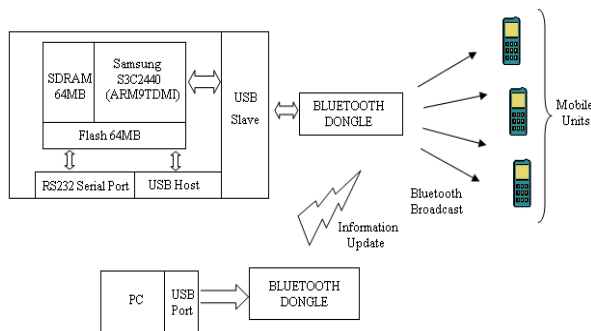 SDRAM
64MB
Samsung
S3C2440
(ARM9TDMI)
Flash 64MB
RS232 Serial Port
USB Host
USB
Slave
BLUETOOTH
DONGLE
Mobile
Units
Bluetooth
Broadcast
Information
Update
PC
USB
Port
BLUETOOTH
DONGLE